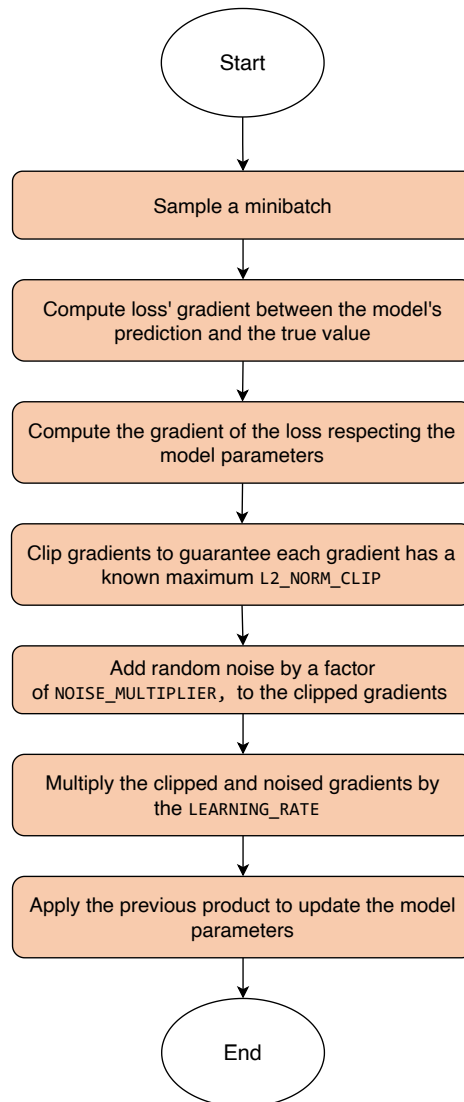 Start
Sample a minibatch
Compute loss' gradient between the model's
prediction and the true value
Compute the gradient of the loss respecting the
model parameters
Clip gradients to guarantee each gradient has a
known maximum L2_NORM_CLIP
Add random noise by a factor
of NOISE_MULTIPLIER, to the clipped gradients
Multiply the clipped and noised gradients by
the LEARNING_RATE
Apply the previous product to update the model
parameters
End